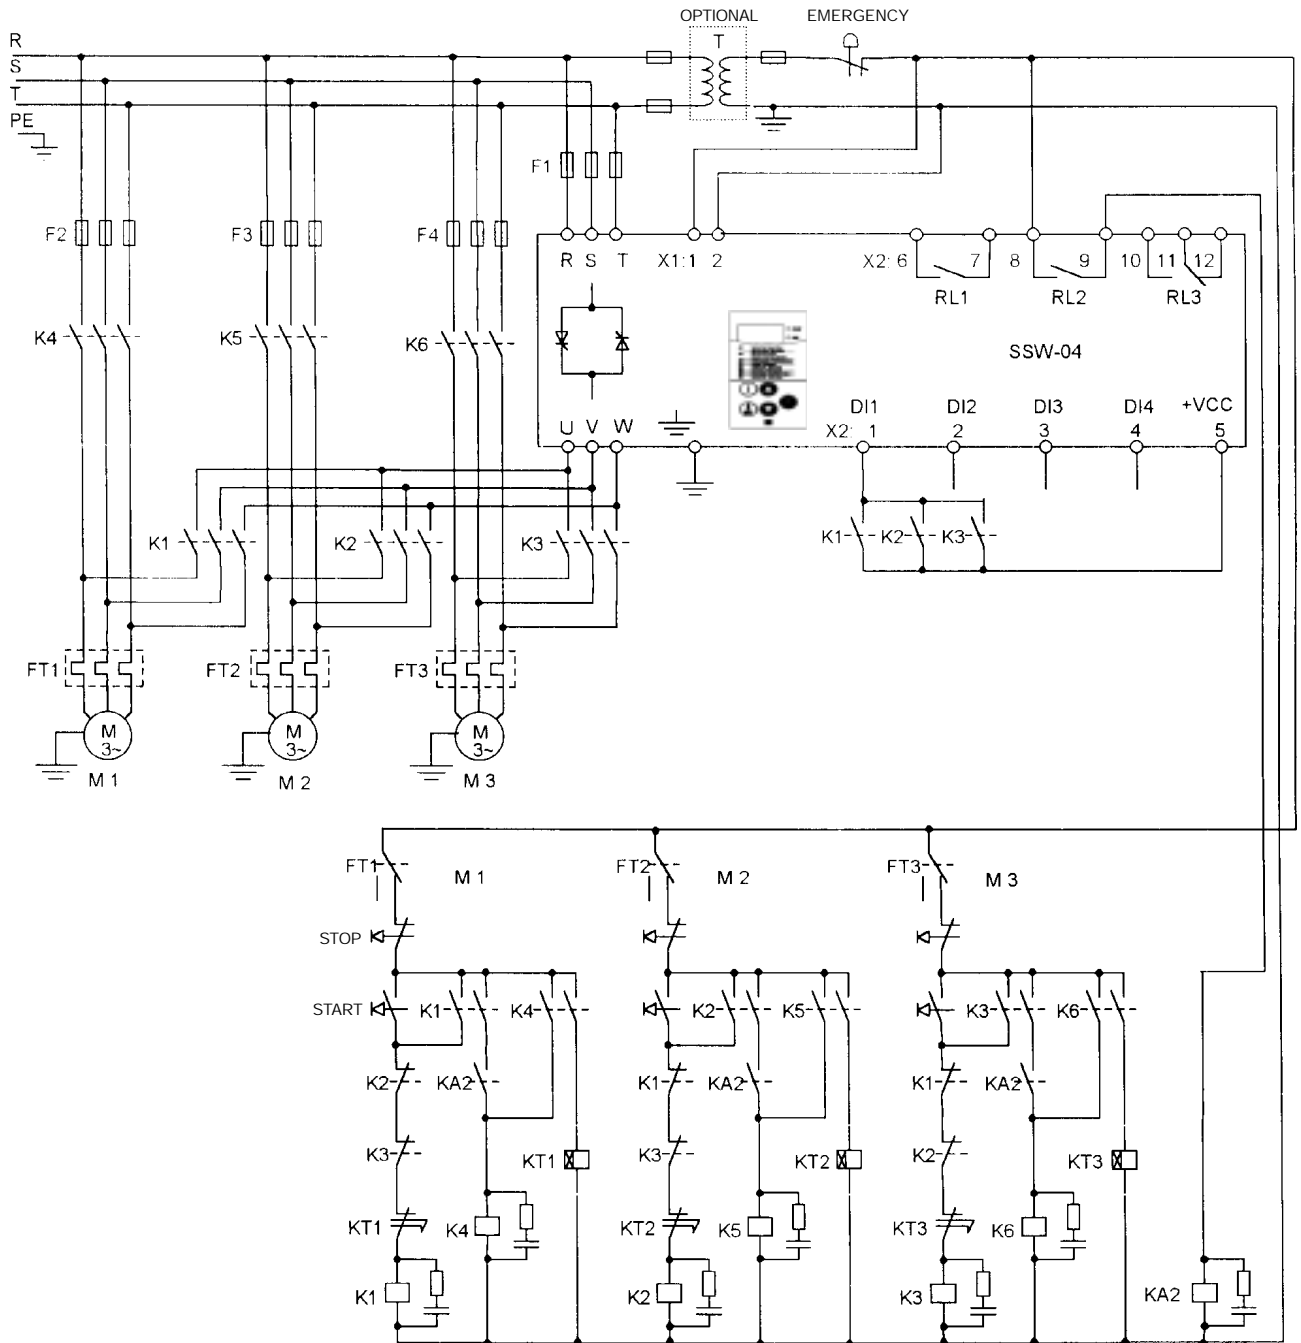 OPTIONAL EMERGENCY
R
S
T
PE
T
F1
F2 F3 F4
R S T X1:1 2 X2: 6 7 8 9 10 11 12
RL1 RL2 RL3
K4 K5 K6
SSW-04
U V W
DI1 DI2 DI3 DI4 +VCC
X2: 1 2 3 4 5
K1 K2 K3 K1 K2 K3
FT1 FT2 FT3
M M M
3~ 3~ 3~
M 1 M 2 M 3
FT1 M 1 FT2 M 2 FT3 M 3
STOP
START K1 K4 K2 K5 K3 K6
K2 KA2 K1 KA2 K1 KA2
K3 KT1 K3 KT2 K2 KT3
KT1 K4 KT2 K5 KT3 K6
K1 K2 K3 KA2